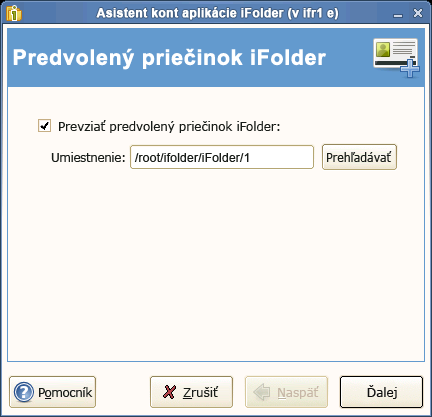 Asistent kont aplikácie iFolder (v ifr1 e)
Predvolený priečinok iFolder
Prevziať predvolený priečinok iFolder:
Umiestnenie: /root/ifolder/iFolder/1 Prehľadávať
Pomocník Zrušiť Naspäť Ďalej